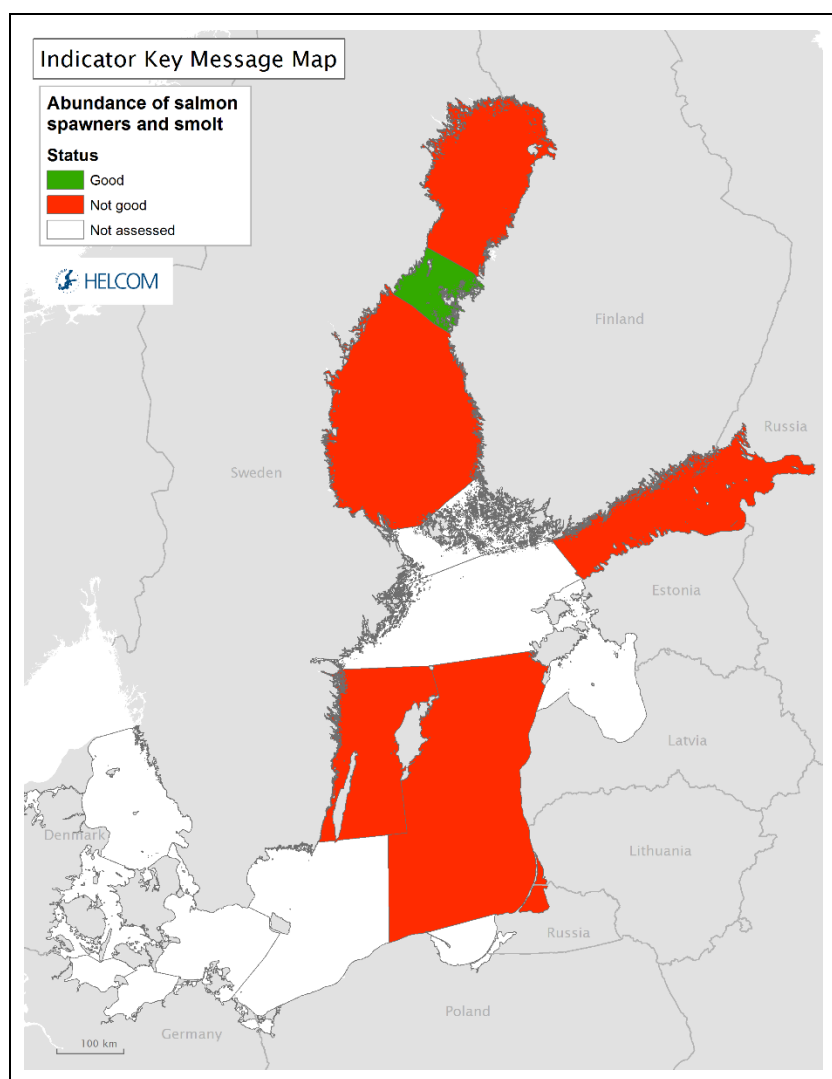 Indicator Key Message Map
Abundance of salmon
spawners and smolt
Status
Good
Not good
Not assessed
HELCOM
Finland
Russia
Sweden
Estonia
Latvia
Denmark
Lithuania
Russia
Poland
Germany
100 km